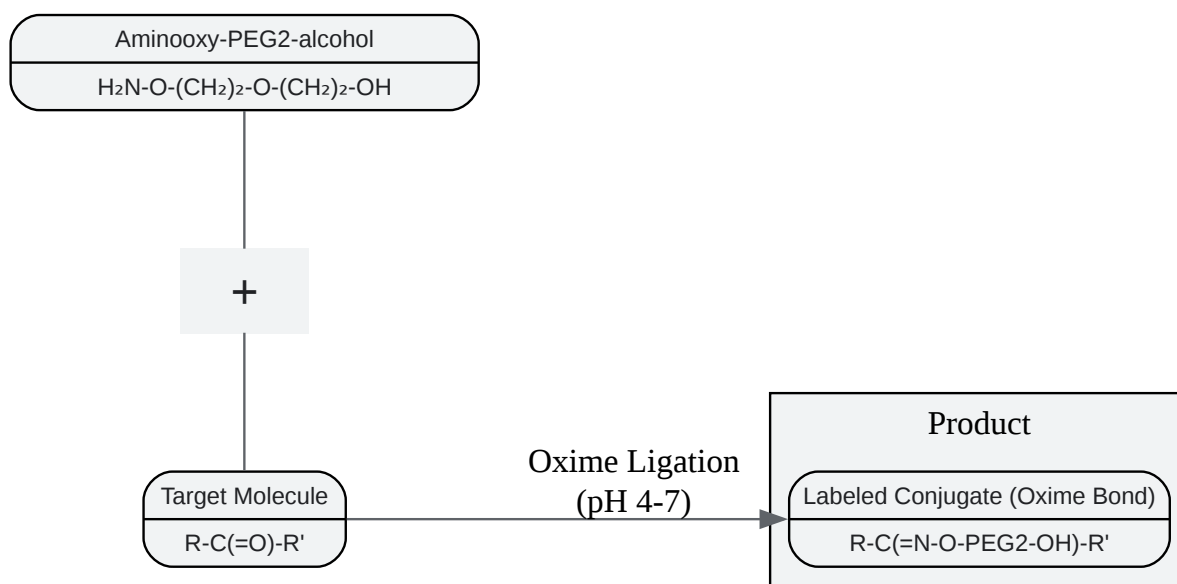 Aminooxy-PEG2-alcohol
H₂N-O-(CH₂)₂-O-(CH₂)₂-OH
+
Target Molecule
R-C(=O)-R'
Oxime Ligation
(pH 4-7)
Product
Labeled Conjugate (Oxime Bond)
R-C(=N-O-PEG2-OH)-R'